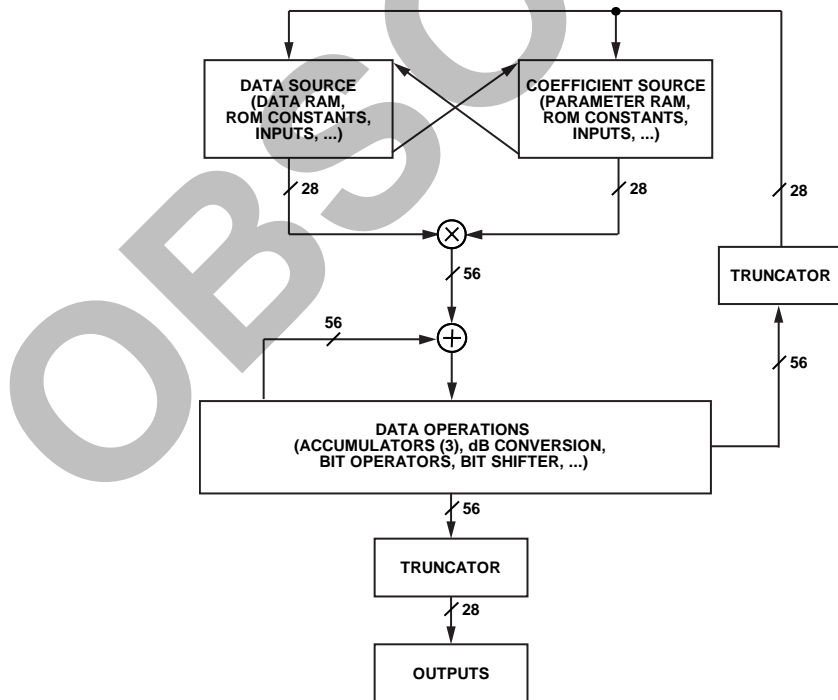 DATA SOURCE
(DATA RAM,
ROM CONSTANTS,
INPUTS, ...)
COEFFICIENT SOURCE
(PARAMETER RAM,
ROM CONSTANTS,
INPUTS, ...)
28
28
28
TRUNCATOR
56
56
56
DATA OPERATIONS
(ACCUMULATORS (3), dB CONVERSION,
BIT OPERATORS, BIT SHIFTER, ...)
56
TRUNCATOR
28
OUTPUTS
OBSO